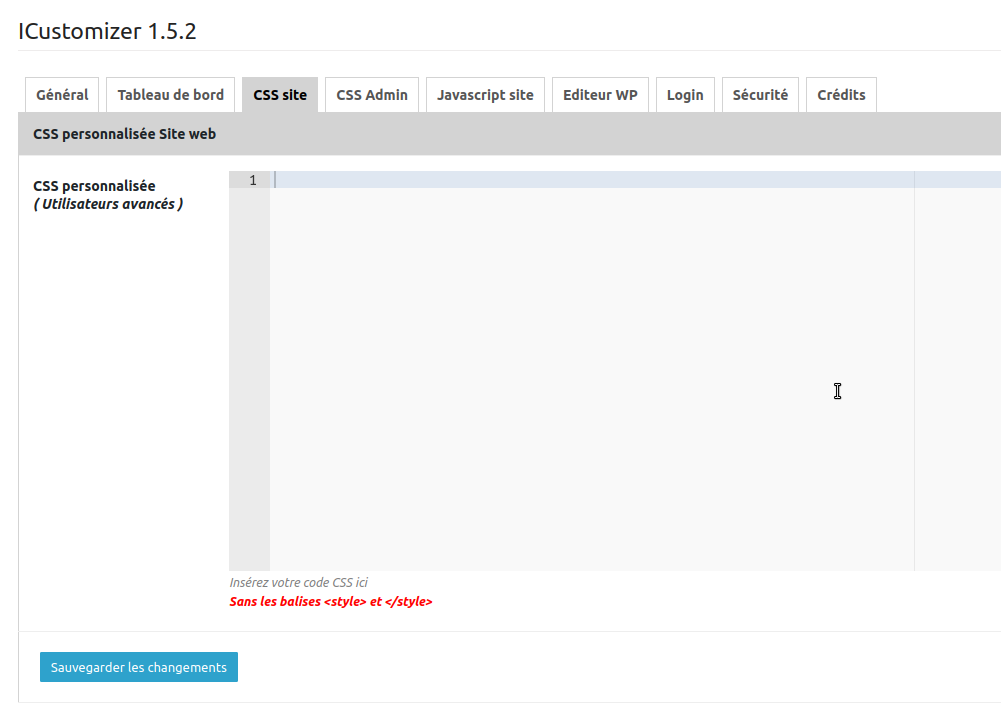 ICustomizer 1.5.2
Général Tableau de bord CSS site CSS Admin Javascript site Editeur WP Login Sécurité Crédits
CSS personnalisée Site web
CSS personnalisée
( Utilisateurs avancés )
1
Insérez votre code CSS ici
Sans les balises <style> et </style>
Sauvegarder les changements